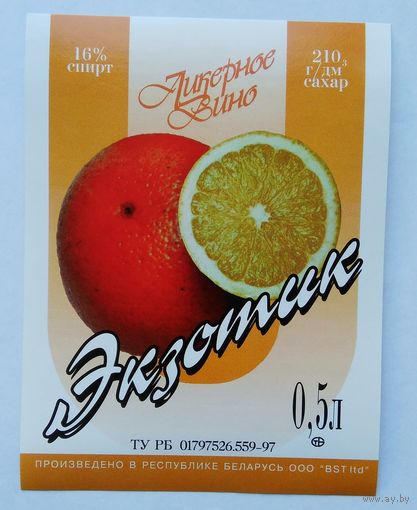 16%
спирт
Ликерное
Вино
210
г/дм3
сахар
Экзотик
0,5л
ТУ РБ 01797526.559-97
ПРОИЗВЕДЕНО В РЕСПУБЛИКЕ БЕЛАРУСЬ ООО "BST ltd"
www.ay.by